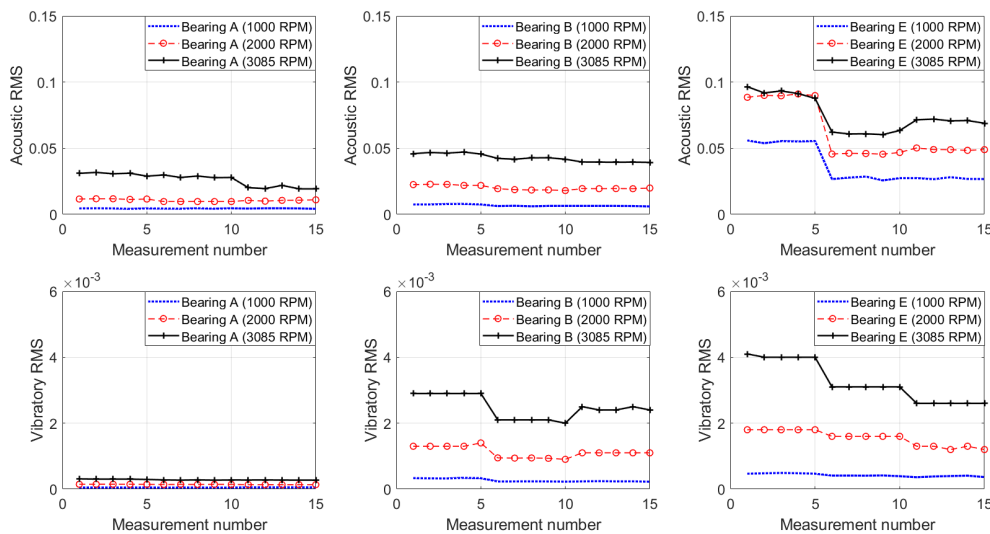 Bearing A (1000 RPM)
Bearing A (2000 RPM)
Bearing A (3085 RPM)
0.15
0.1
0.05
0
Acoustic RMS
0 5 10 15
Measurement number
Bearing B (1000 RPM)
Bearing B (2000 RPM)
Bearing B (3085 RPM)
0.15
0.1
0.05
0
Acoustic RMS
0 5 10 15
Measurement number
Bearing E (1000 RPM)
Bearing E (2000 RPM)
Bearing E (3085 RPM)
0.15
0.1
0.05
0
Acoustic RMS
0 5 10 15
Measurement number
×10⁻³
Bearing A (1000 RPM)
Bearing A (2000 RPM)
Bearing A (3085 RPM)
6
4
2
0
Vibratory RMS
0 5 10 15
Measurement number
×10⁻³
Bearing B (1000 RPM)
Bearing B (2000 RPM)
Bearing B (3085 RPM)
6
4
2
0
Vibratory RMS
0 5 10 15
Measurement number
×10⁻³
Bearing E (1000 RPM)
Bearing E (2000 RPM)
Bearing E (3085 RPM)
6
4
2
0
Vibratory RMS
0 5 10 15
Measurement number